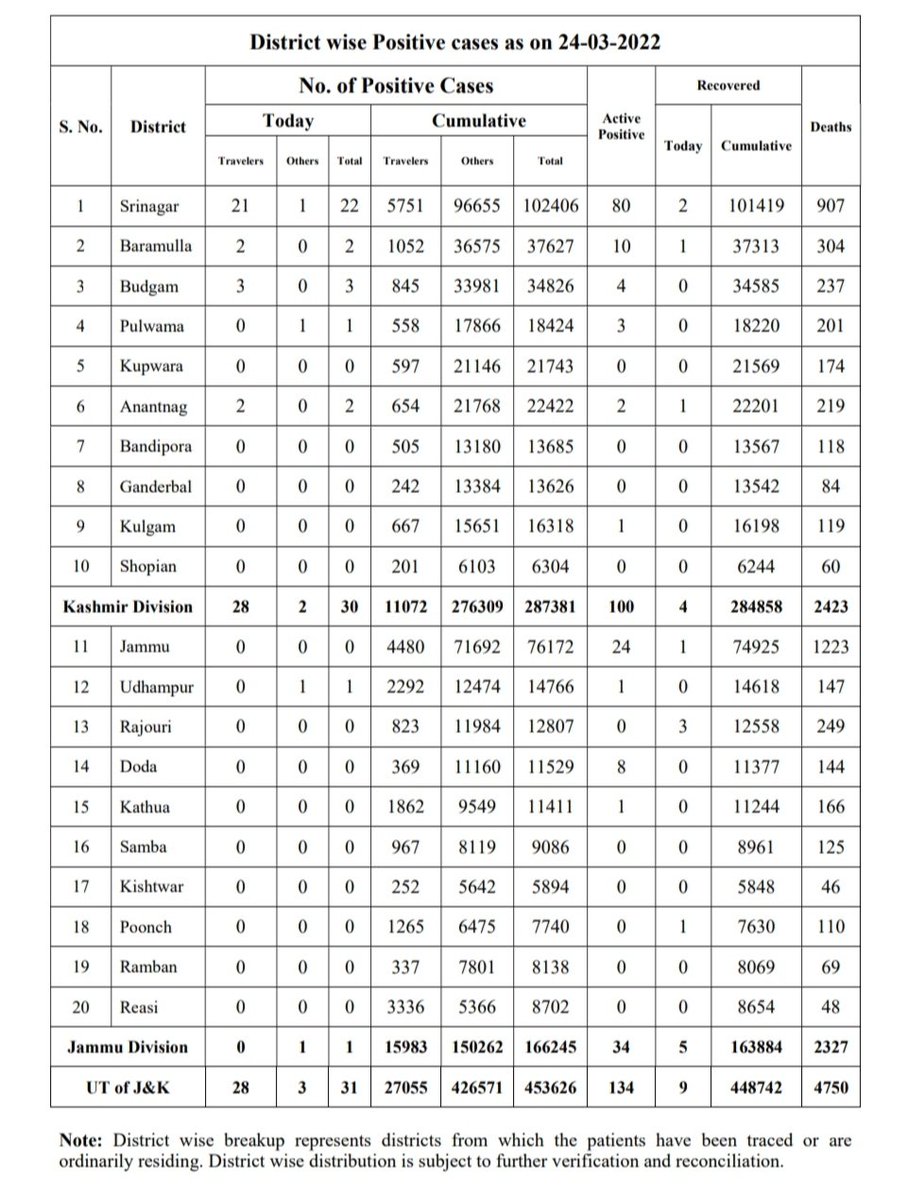 District wise Positive cases as on 24-03-2022
S. No. District No. of Positive Cases Active Positive Recovered Deaths
Today Cumulative Today Cumulative
Travelers Others Total Travelers Others Total
1 Srinagar 21 1 22 5751 96655 102406 80 2 101419 907
2 Baramulla 2 0 2 1052 36575 37627 10 1 37313 304
3 Budgam 3 0 3 845 33981 34826 4 0 34585 237
4 Pulwama 0 1 1 558 17866 18424 3 0 18220 201
5 Kupwara 0 0 0 597 21146 21743 0 0 21569 174
6 Anantnag 2 0 2 654 21768 22422 2 1 22201 219
7 Bandipora 0 0 0 505 13180 13685 0 0 13567 118
8 Ganderbal 0 0 0 242 13384 13626 0 0 13542 84
9 Kulgam 0 0 0 667 15651 16318 1 0 16198 119
10 Shopian 0 0 0 201 6103 6304 0 0 6244 60
Kashmir Division 28 2 30 11072 276309 287381 100 4 284858 2423
11 Jammu 0 0 0 4480 71692 76172 24 1 74925 1223
12 Udhampur 0 1 1 2292 12474 14766 1 0 14618 147
13 Rajouri 0 0 0 823 11984 12807 0 3 12558 249
14 Doda 0 0 0 369 11160 11529 8 0 11377 144
15 Kathua 0 0 0 1862 9549 11411 1 0 11244 166
16 Samba 0 0 0 967 8119 9086 0 0 8961 125
17 Kishtwar 0 0 0 252 5642 5894 0 0 5848 46
18 Poonch 0 0 0 1265 6475 7740 0 1 7630 110
19 Ramban 0 0 0 337 7801 8138 0 0 8069 69
20 Reasi 0 0 0 3336 5366 8702 0 0 8654 48
Jammu Division 0 1 1 15983 150262 166245 34 5 163884 2327
UT of J&K 28 3 31 27055 426571 453626 134 9 448742 4750
Note: District wise breakup represents districts from which the patients have been traced or are
ordinarily residing. District wise distribution is subject to further verification and reconciliation.